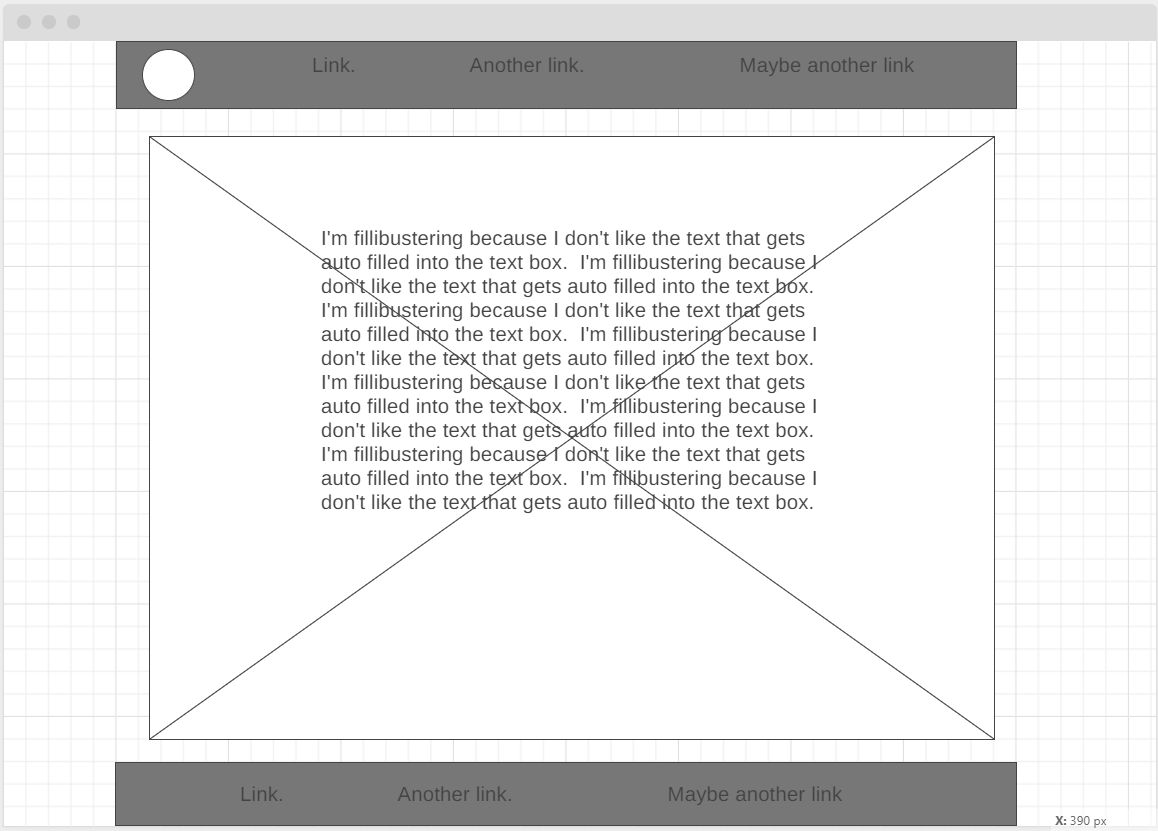 Link. Another link. Maybe another link
I'm fillibustering because I don't like the text that gets
auto filled into the text box.  I'm fillibustering because I
don't like the text that gets auto filled into the text box.
I'm fillibustering because I don't like the text that gets
auto filled into the text box.  I'm fillibustering because I
don't like the text that gets auto filled into the text box.
I'm fillibustering because I don't like the text that gets
auto filled into the text box.  I'm fillibustering because I
don't like the text that gets auto filled into the text box.
I'm fillibustering because I don't like the text that gets
auto filled into the text box.  I'm fillibustering because I
don't like the text that gets auto filled into the text box.
Link. Another link. Maybe another link
X: 390 px